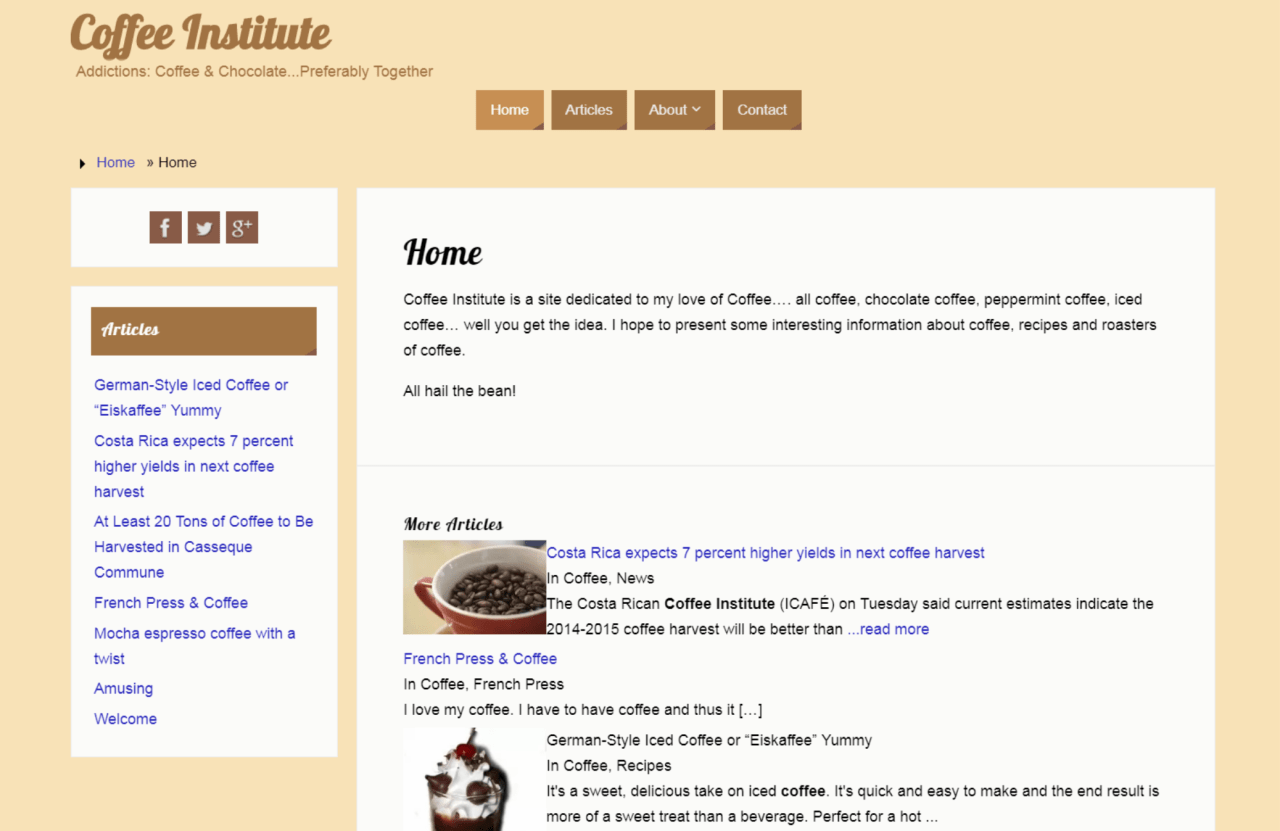 Coffee Institute
Addictions: Coffee & Chocolate...Preferably Together
Home Articles About Contact
Home » Home
f g+
Articles
German-Style Iced Coffee or
“Eiskaffee” Yummy
Costa Rica expects 7 percent
higher yields in next coffee
harvest
At Least 20 Tons of Coffee to Be
Harvested in Casseque
Commune
French Press & Coffee
Mocha espresso coffee with a
twist
Amusing
Welcome
Home
Coffee Institute is a site dedicated to my love of Coffee…. all coffee, chocolate coffee, peppermint coffee, iced
coffee… well you get the idea. I hope to present some interesting information about coffee, recipes and roasters
of coffee.
All hail the bean!
More Articles
Costa Rica expects 7 percent higher yields in next coffee harvest
In Coffee, News
The Costa Rican Coffee Institute (ICAFÉ) on Tuesday said current estimates indicate the
2014-2015 coffee harvest will be better than ...read more
French Press & Coffee
In Coffee, French Press
I love my coffee. I have to have coffee and thus it […]
German-Style Iced Coffee or “Eiskaffee” Yummy
In Coffee, Recipes
It's a sweet, delicious take on iced coffee. It's quick and easy to make and the end result is
more of a sweet treat than a beverage. Perfect for a hot ...